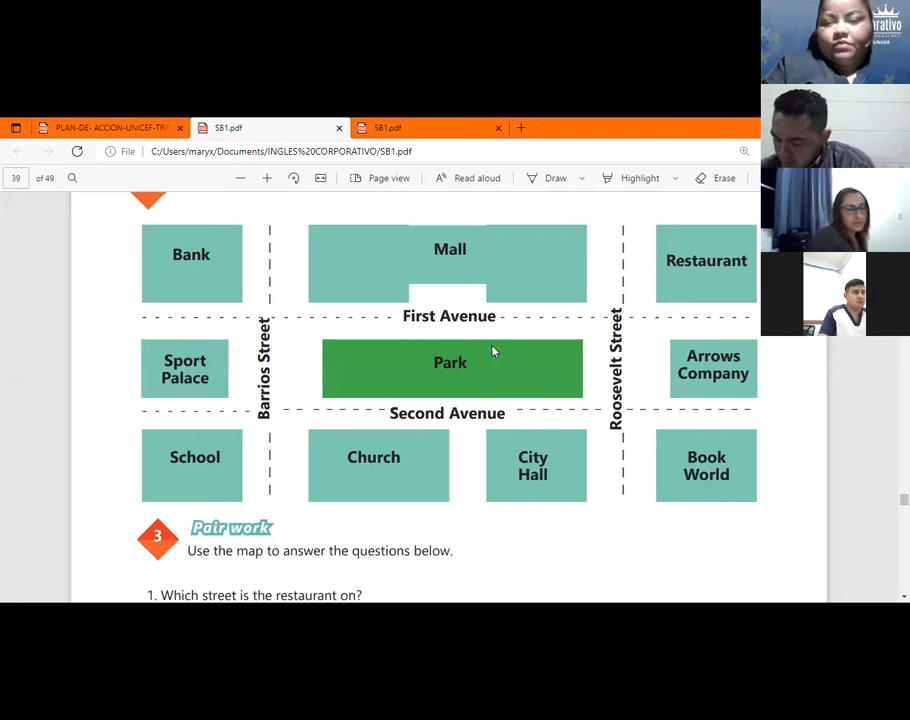 PLAN-DE- ACCION-UNICEF-TRI
SB1.pdf
SB1.pdf
File
C:/Users/maryx/Documents/INGLES%20CORPORATIVO/SB1.pdf
39 of 49
Page view
Read aloud
Draw
Highlight
Erase
Bank
Mall
Restaurant
First Avenue
Barrios Street
Roosevelt Street
Sport
Palace
Park
Arrows
Company
Second Avenue
School
Church
City
Hall
Book
World
3
Pair work
Use the map to answer the questions below.
1. Which street is the restaurant on?